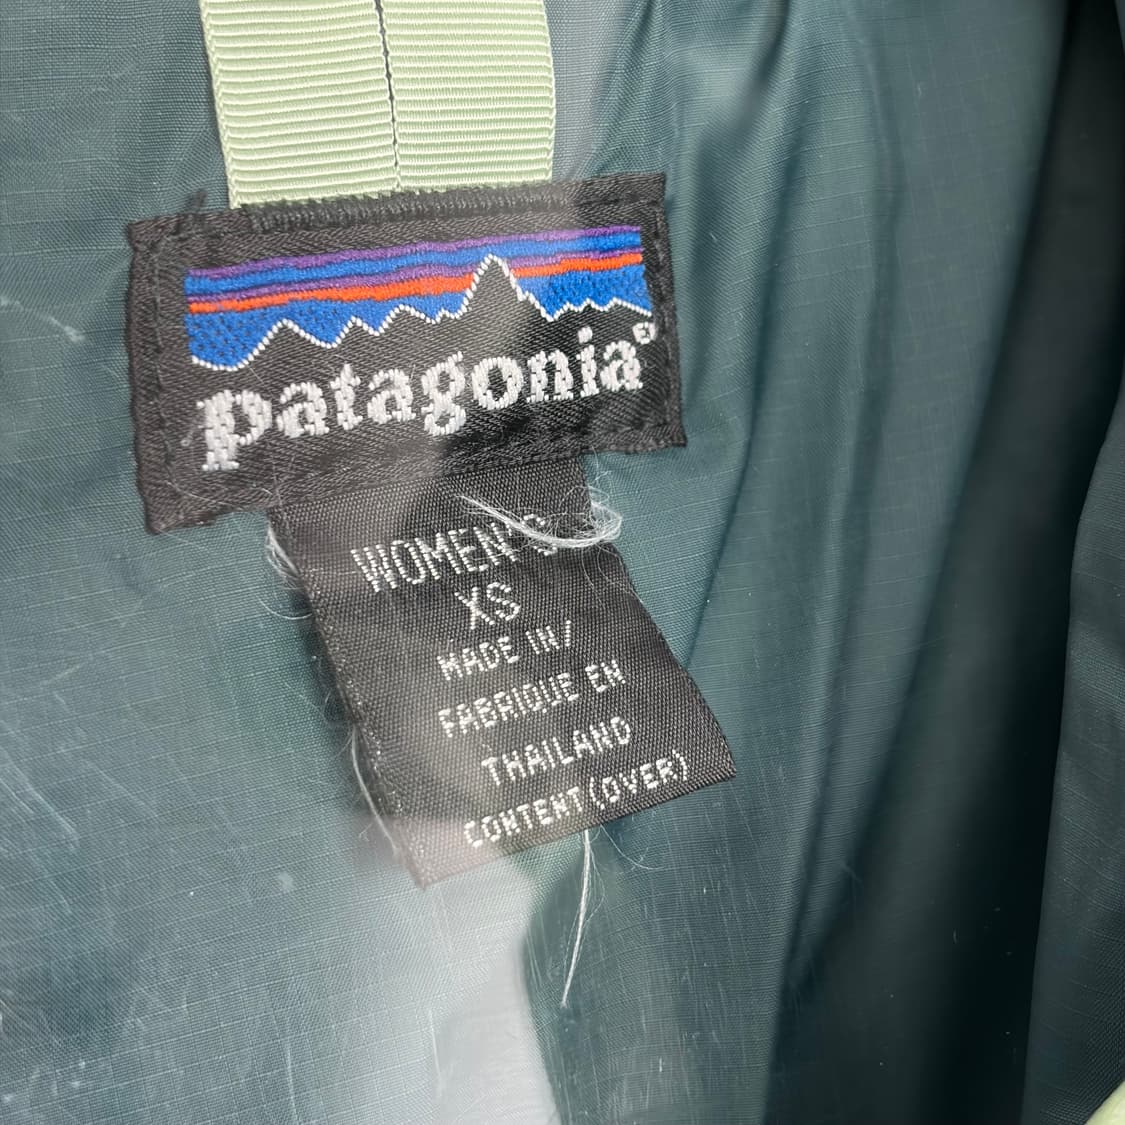 patagonia®
WOMEN'S
XS
MADE IN/
FABRIQUE EN
THAILAND
CONTENT (OVER)